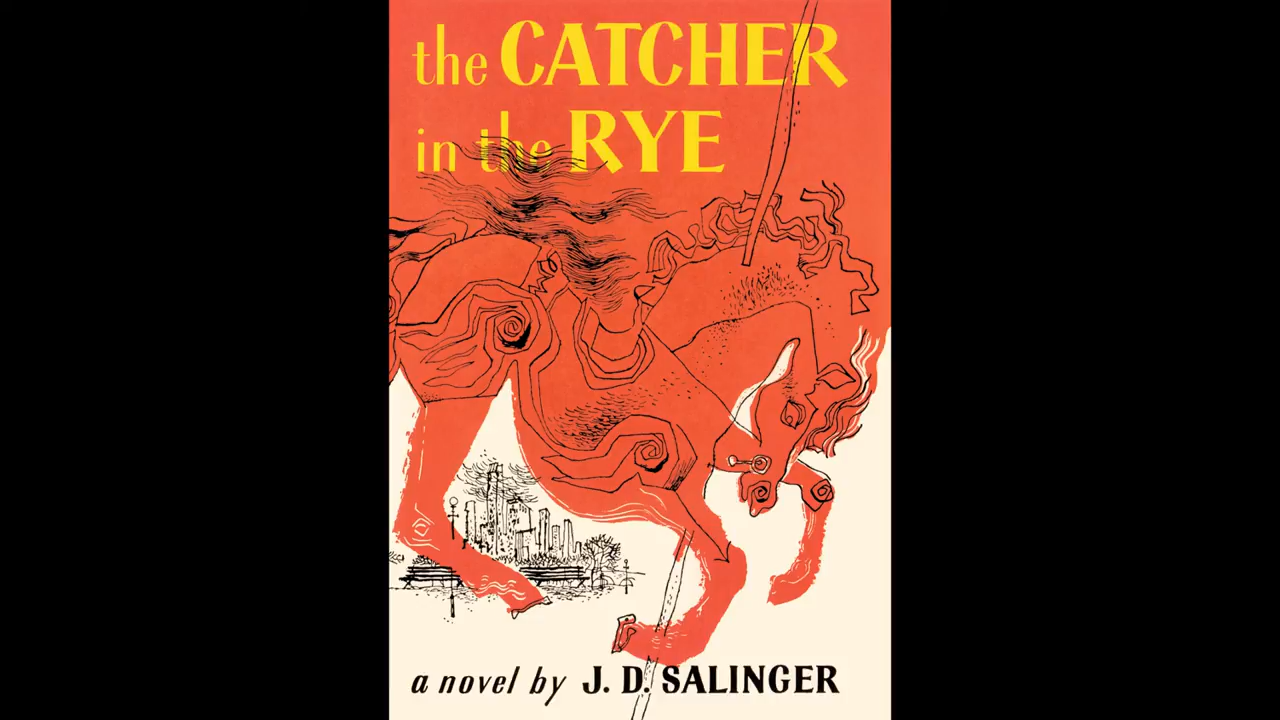 the CATCHER
in the RYE
a novel by J. D. SALINGER